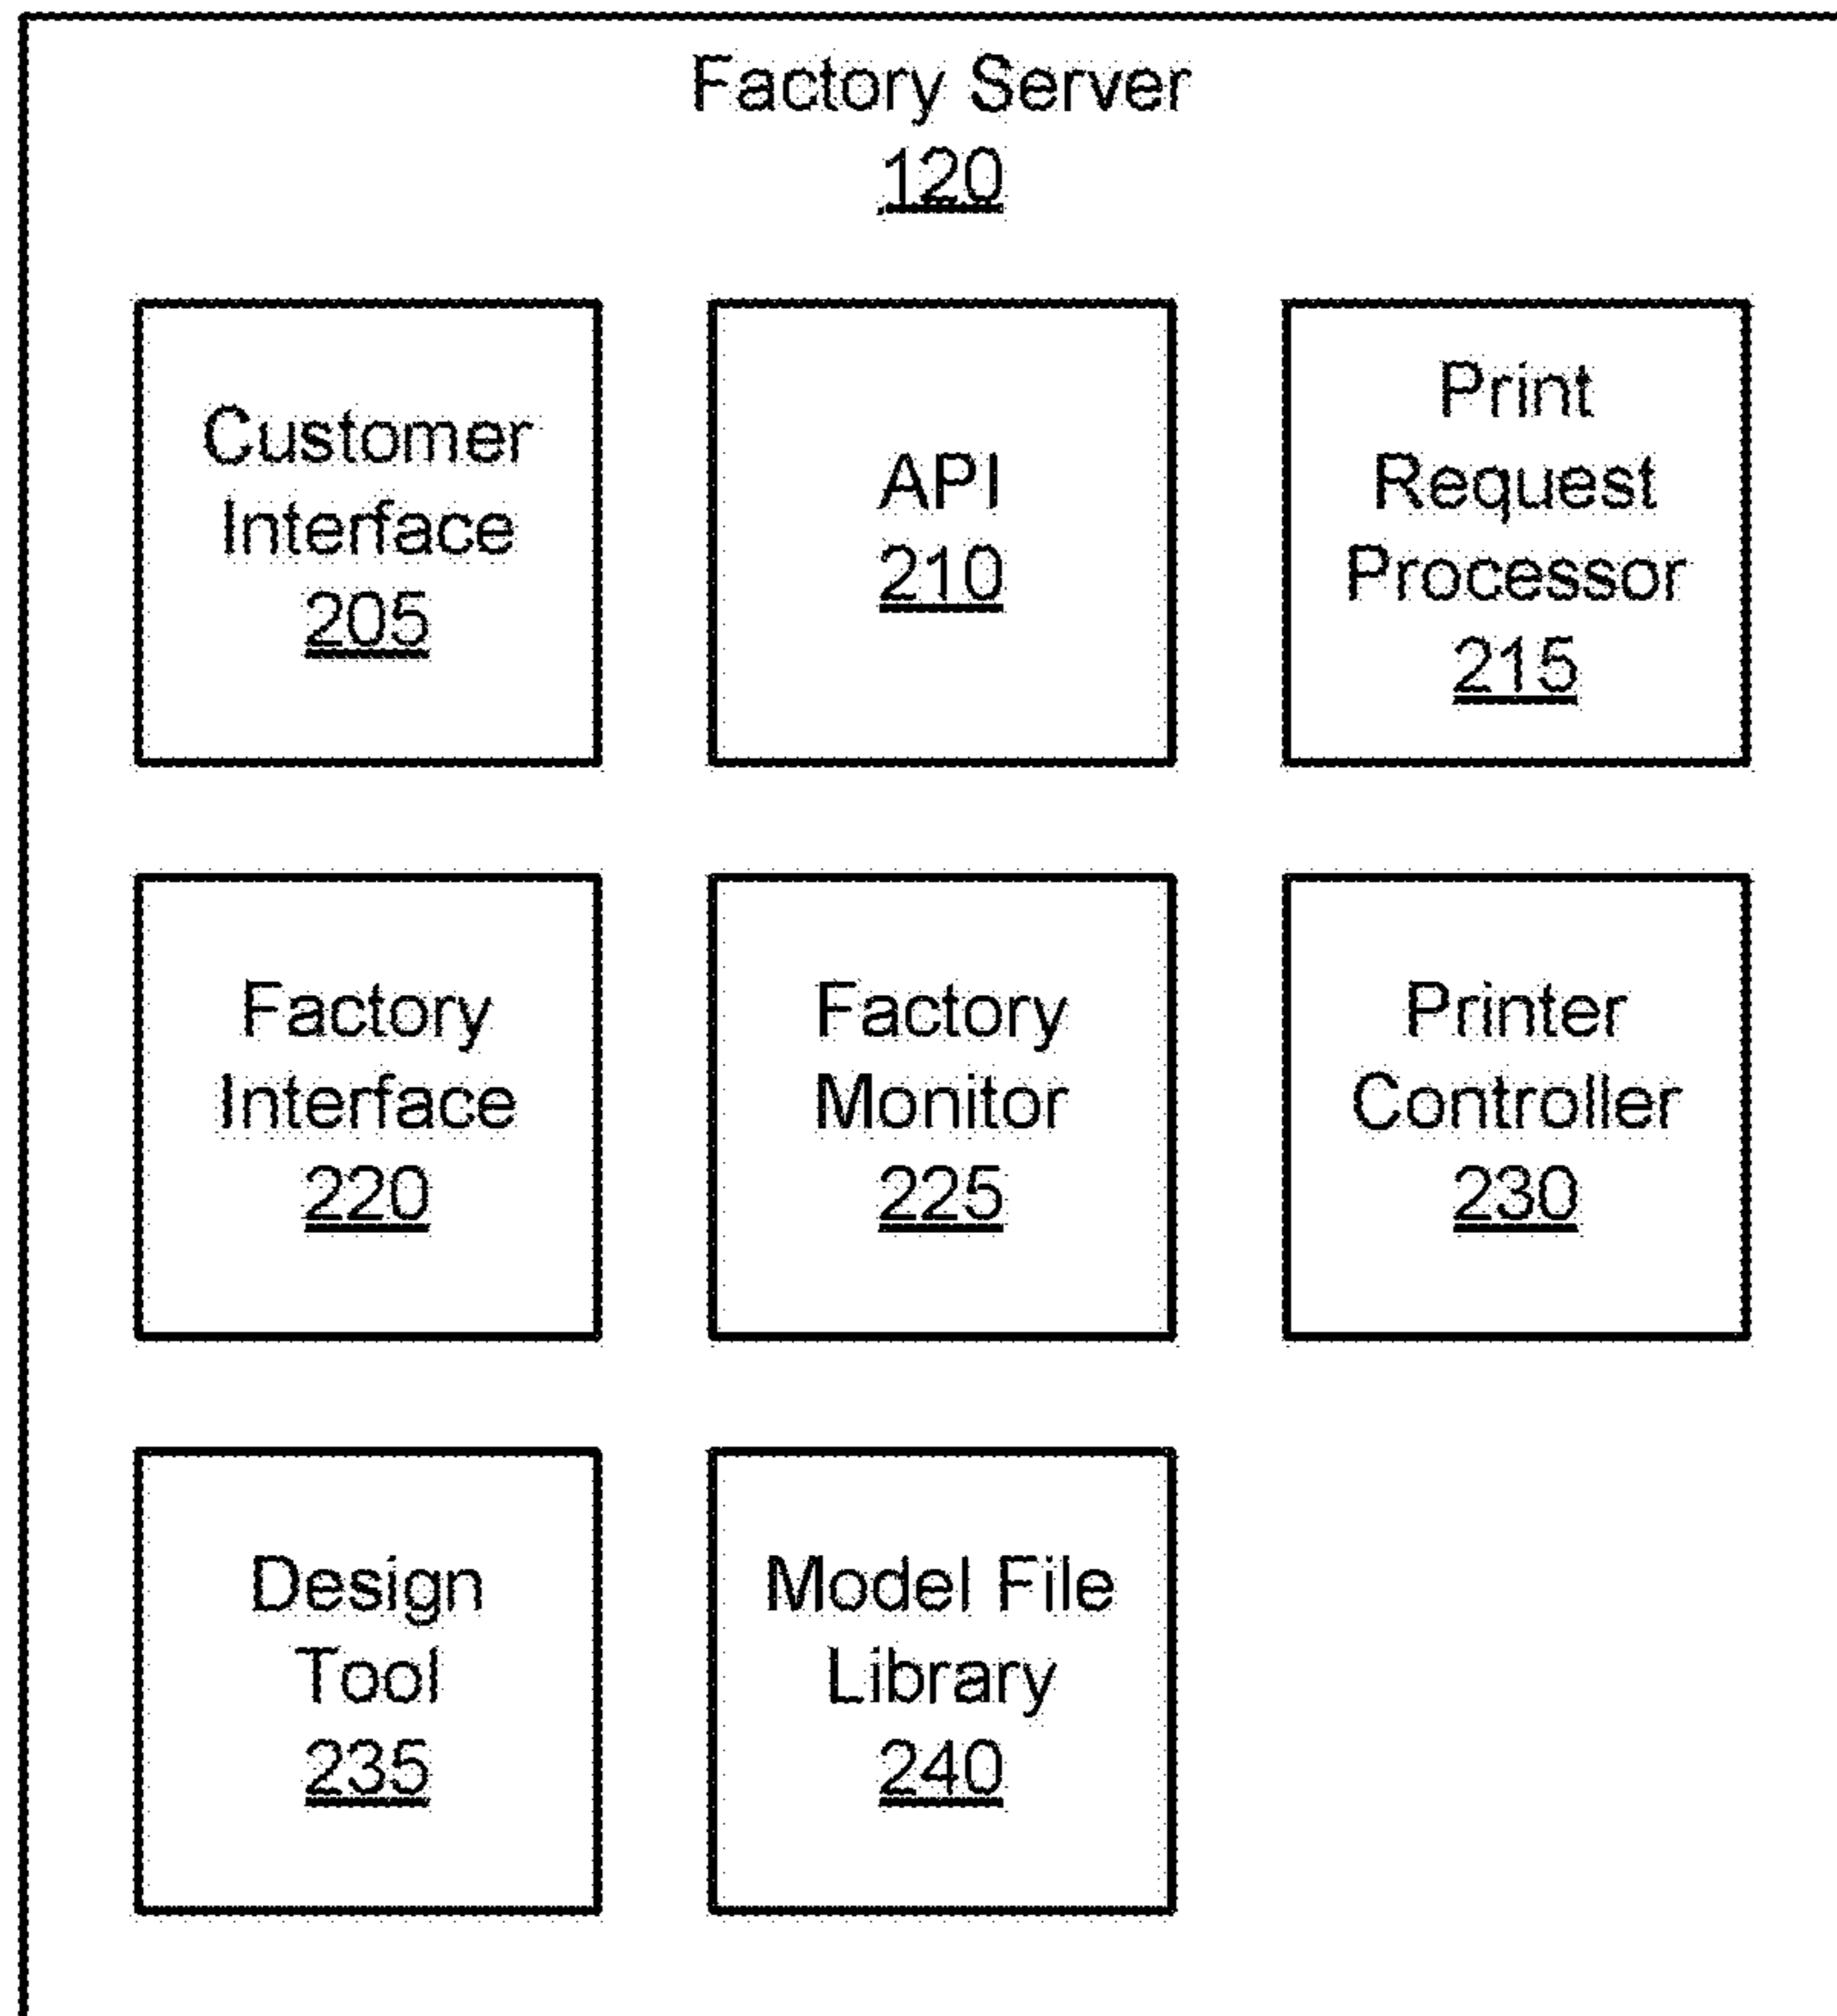 Factory Server
120
Customer
Interface
205
API
210
Print
Request
Processor
215
Factory
Interface
220
Factory
Monitor
225
Printer
Controller
230
Design
Tool
235
Model File
Library
240